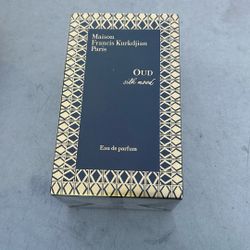 Maison
Francis Kurkdjian
Paris
OUD
silk mood
Eau de parfum